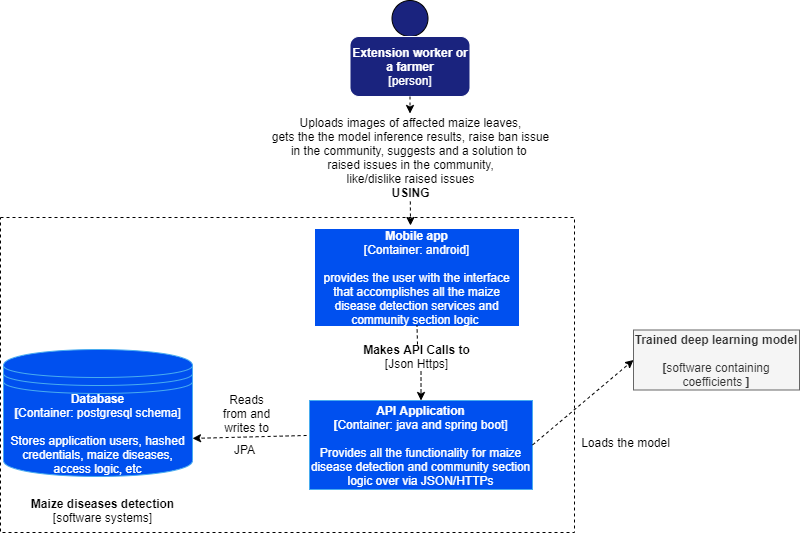 Extension worker or
a farmer
[person]
Uploads images of affected maize leaves,
gets the the model inference results, raise ban issue
in the community, suggests and a solution to
raised issues in the community,
like/dislike raised issues
USING
Mobile app
[Container: android]
provides the user with the interface
that accomplishes all the maize
disease detection services and
community section logic
Makes API Calls to
[Json Https]
Trained deep learning model
[software containing
coefficients ]
Database
[Container: postgresql schema]
Stores application users, hashed
credentials, maize diseases,
access logic, etc
Reads
from and
writes to
JPA
API Application
[Container: java and spring boot]
Provides all the functionality for maize
disease detection and community section
logic over via JSON/HTTPs
Loads the model
Maize diseases detection
[software systems]